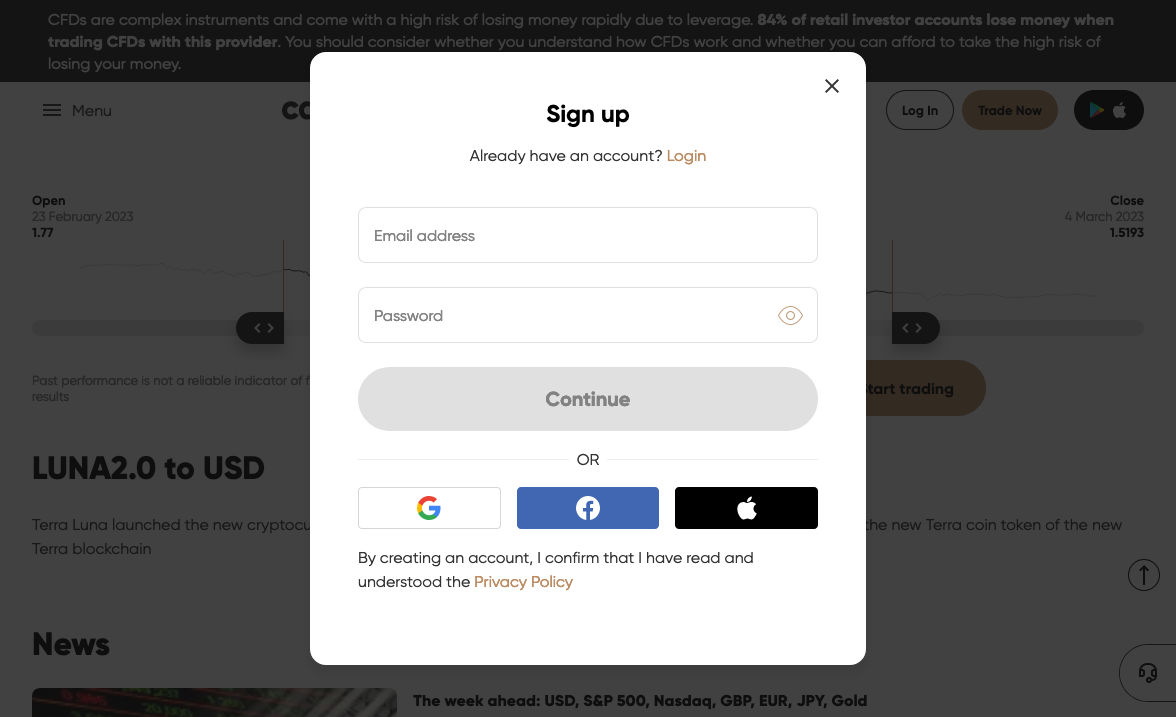 CFDs are complex instruments and come with a high risk of losing money rapidly due to leverage. 84% of retail investor accounts lose money when
trading CFDs with this provider. You should consider whether you understand how CFDs work and whether you can afford to take the high risk of
losing your money.
Menu
Log In
Trade Now
Sign up
Already have an account? Login
Open
23 February 2023
1.77
Close
4 March 2023
1.5193
Email address
Password
Past performance is not a reliable indicator of
results
Continue
trading
OR
LUNA2.0 to USD
Terra Luna launched the new
the new Terra coin token of the new
Terra blockchain
By creating an account, I confirm that I have read and
understood the Privacy Policy
News
The week ahead: USD, S&P 500, Nasdaq, GBP, EUR, JPY, Gold